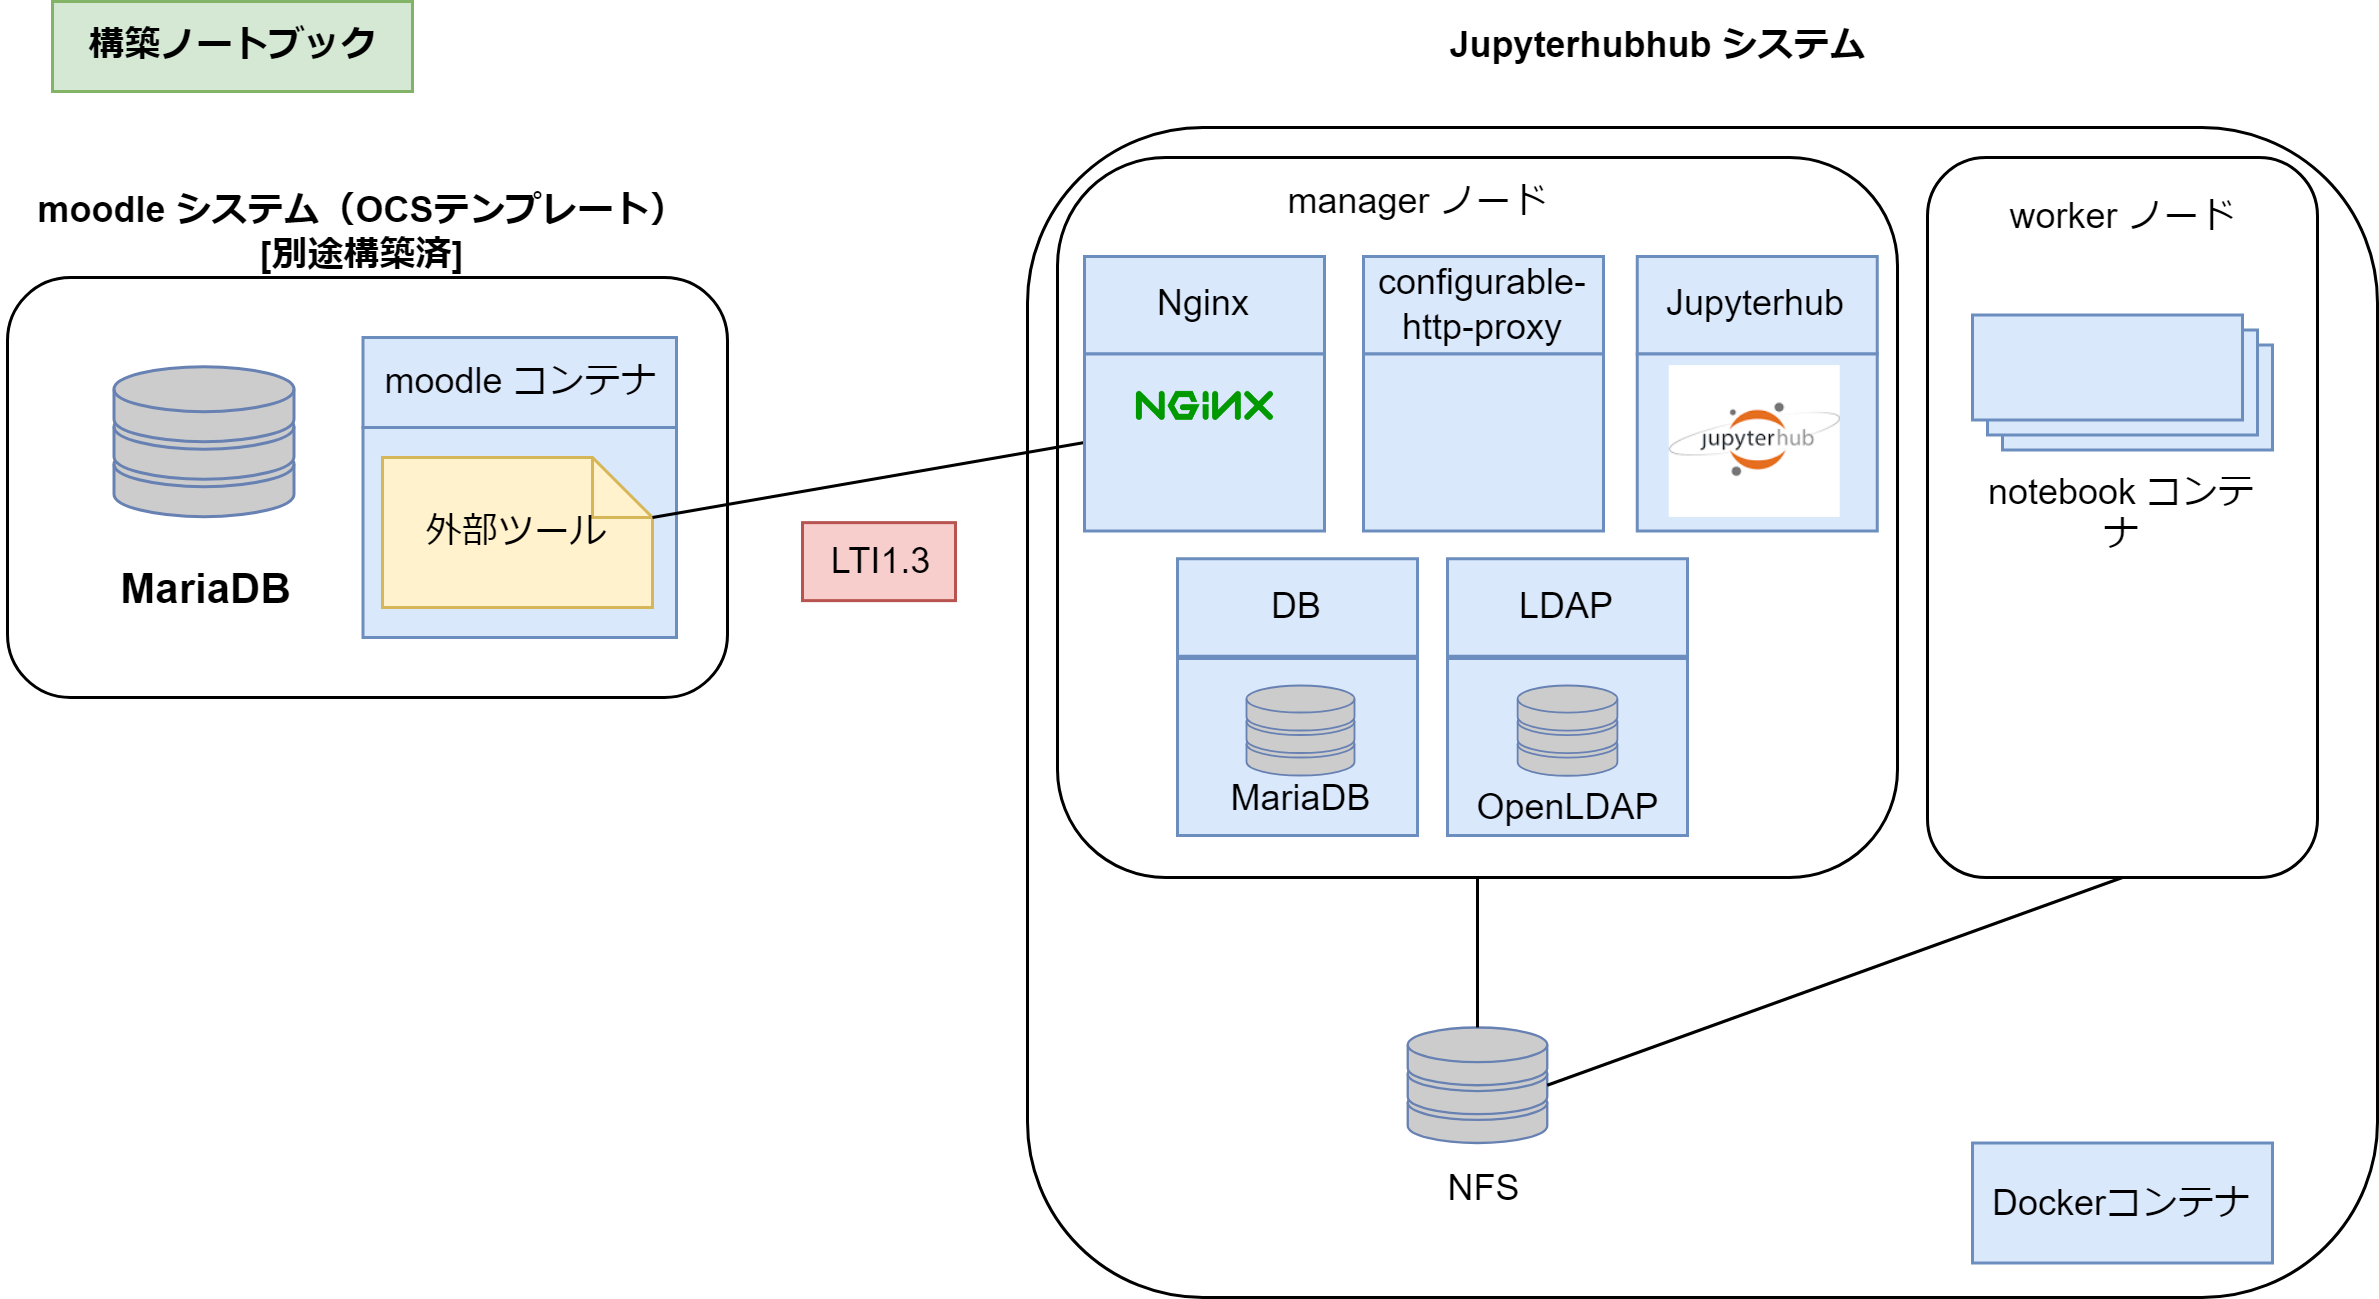 構築ノートブック
Jupyterhubhub システム
moodle システム（OCSテンプレート）
[別途構築済]
MariaDB
moodle コンテナ
外部ツール
LTI1.3
manager ノード
Nginx
NGiNX
configurable-
http-proxy
Jupyterhub
jupyterhub
DB
MariaDB
LDAP
OpenLDAP
worker ノード
notebook コンテ
ナ
NFS
Dockerコンテナ